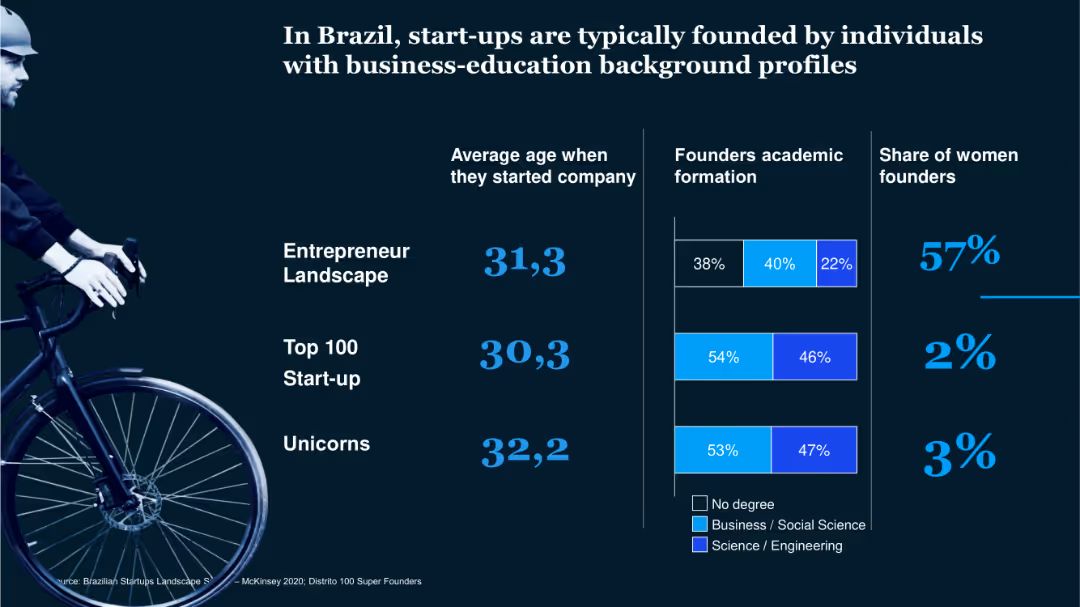 In Brazil, start-ups are typically founded by individuals
with business-education background profiles
Average age when
they started company
Founders academic
formation
Share of women
founders
Entrepreneur
Landscape
31,3
38% 40% 22%
57%
Top 100
Start-up
30,3
54% 46%
2%
Unicorns
32,2
53% 47%
3%
No degree
Business / Social Science
Science / Engineering
Brazilian Startups Landscape – McKinsey 2020; Distrito 100 Super Founders